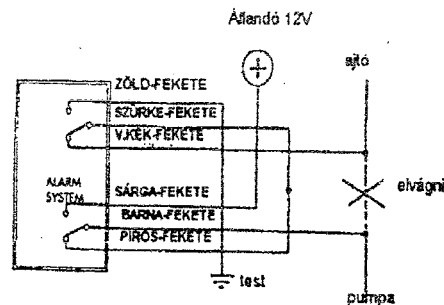 Állandó 12V
ajtó
ZÖLD-FEKETE
SZÜRKE-FEKETE
V.KÉK-FEKETE
ALARM
SYSTEM
SÁRGA-FEKETE
BARNA-FEKETE
PIROS-FEKETE
elvágni
test
pumpa